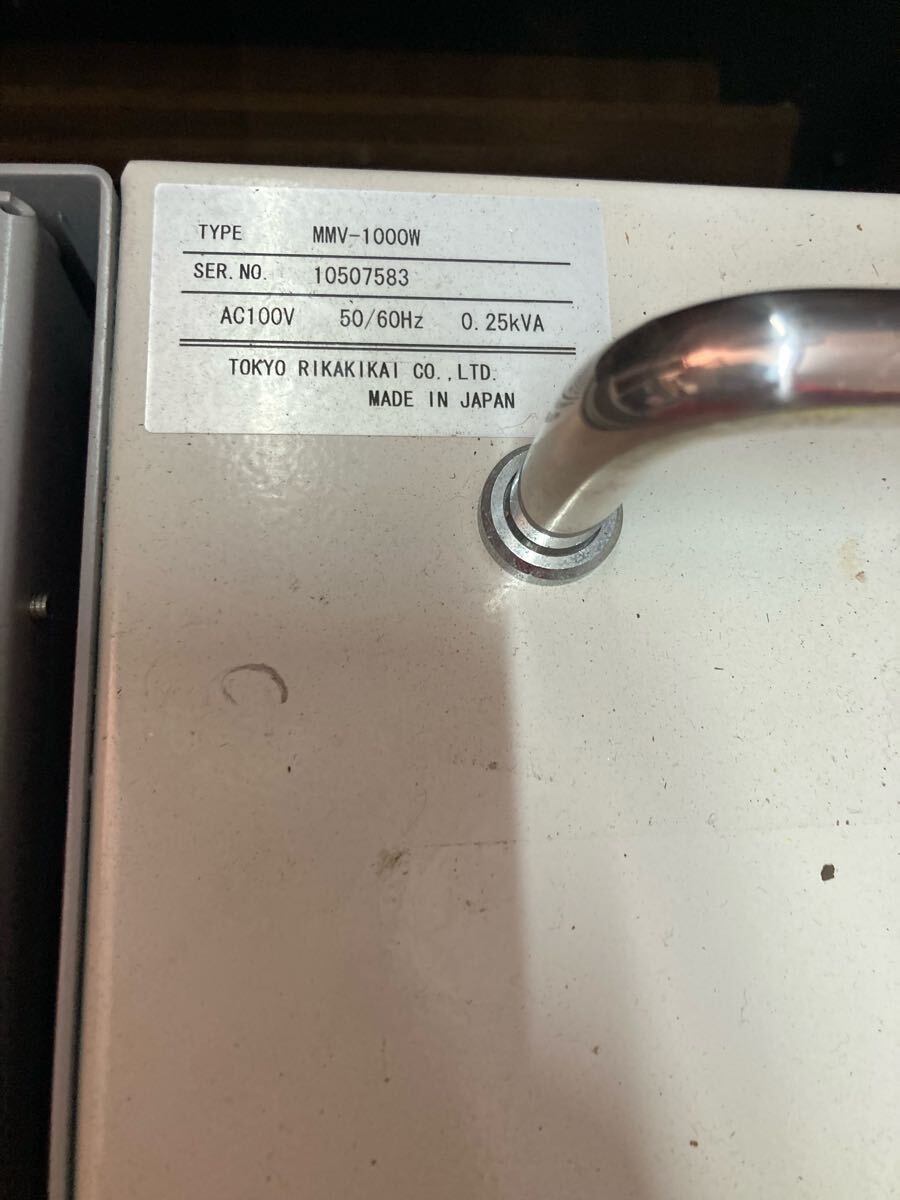 TYPE MMV-1000W
SER.NO. 10507583
AC100V 50/60Hz 0.25kVA
TOKYO RIKAKIKAI CO.,LTD.
MADE IN JAPAN